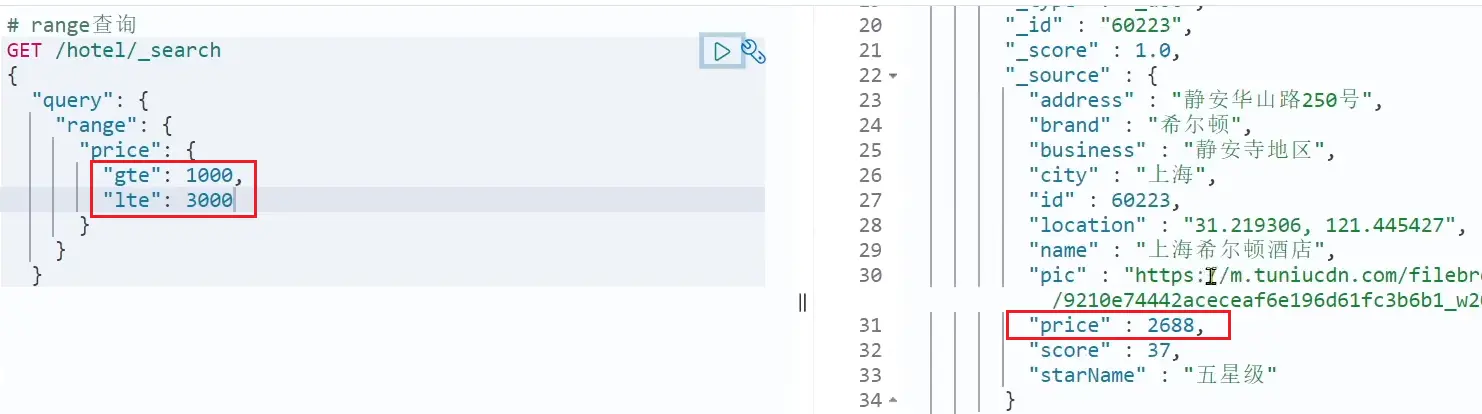 # range查询
GET /hotel/_search
{
"query": {
"range": {
"price": {
"gte": 1000,
"lte": 3000
}
}
}
20 "_id" : "60223",
21 "_score" : 1.0,
22 "_source" : {
23 "address" : "静安华山路250号",
24 "brand" : "希尔顿",
25 "business" : "静安寺地区",
26 "city" : "上海",
27 "id" : 60223,
28 "location" : "31.219306, 121.445427",
29 "name" : "上海希尔顿酒店",
30 "pic" : "https://m.tuniucdn.com/filebr
/9210e74442aceceaf6e196d61fc3b6b1_w2
31 "price" : 2688,
32 "score" : 37,
33 "starName" : "五星级"
34 }